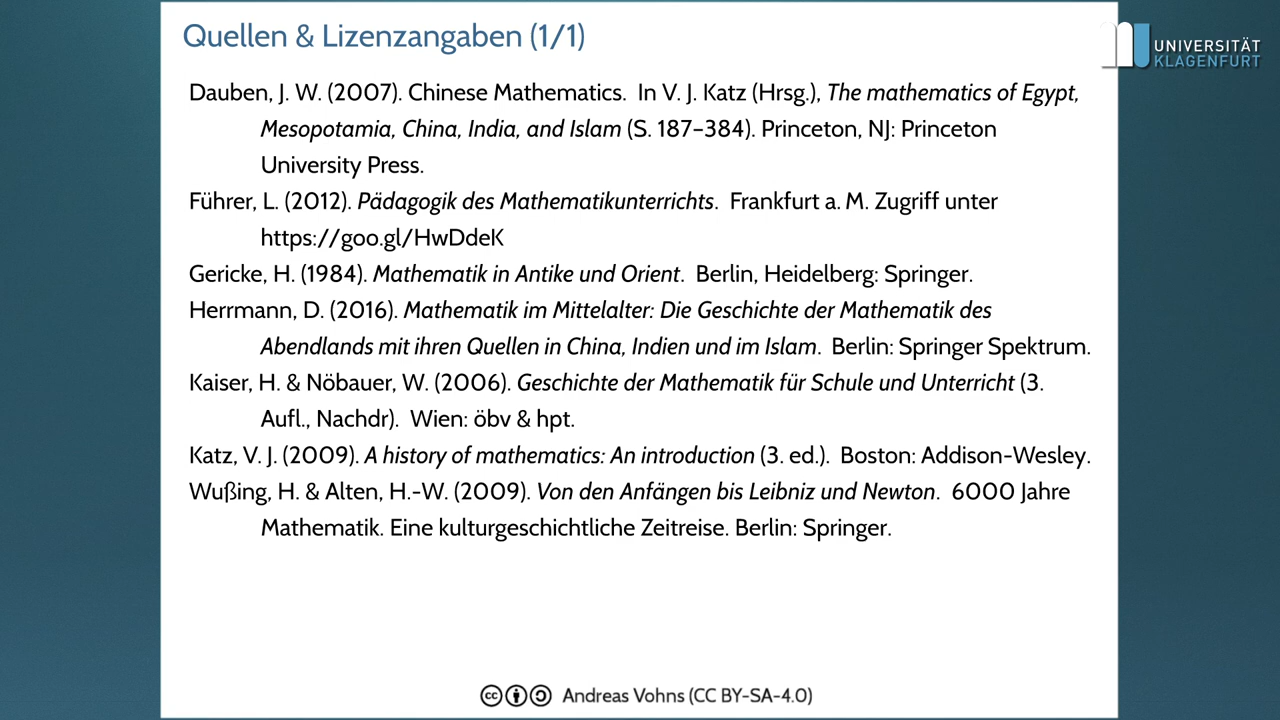 Quellen & Lizenzangaben (1/1)
UNIVERSITÄT
KLAGENFURT
Dauben, J. W. (2007). Chinese Mathematics. In V. J. Katz (Hrsg.), The mathematics of Egypt,
Mesopotamia, China, India, and Islam (S. 187–384). Princeton, NJ: Princeton
University Press.
Führer, L. (2012). Pädagogik des Mathematikunterrichts. Frankfurt a. M. Zugriff unter
https://goo.gl/HwDdeK
Gericke, H. (1984). Mathematik in Antike und Orient. Berlin, Heidelberg: Springer.
Herrmann, D. (2016). Mathematik im Mittelalter: Die Geschichte der Mathematik des
Abendlands mit ihren Quellen in China, Indien und im Islam. Berlin: Springer Spektrum.
Kaiser, H. & Nöbauer, W. (2006). Geschichte der Mathematik für Schule und Unterricht (3.
Aufl., Nachdr). Wien: öbv & hpt.
Katz, V. J. (2009). A history of mathematics: An introduction (3. ed.). Boston: Addison-Wesley.
Wußing, H. & Alten, H.-W. (2009). Von den Anfängen bis Leibniz und Newton. 6000 Jahre
Mathematik. Eine kulturgeschichtliche Zeitreise. Berlin: Springer.
Andreas Vohns (CC BY-SA-4.0)